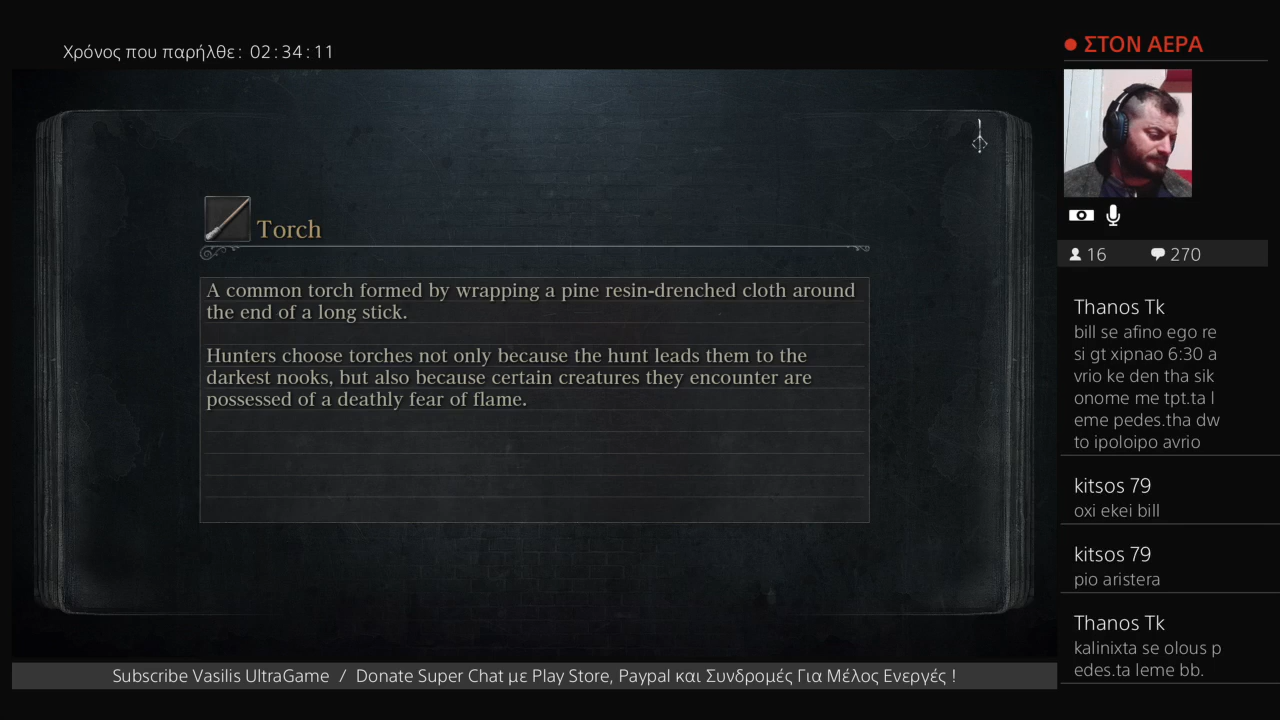 Χρόνος που παρήλθε: 02:34:11
ΣΤΟΝ ΑΕΡΑ
Torch
A common torch formed by wrapping a pine resin-drenched cloth around
the end of a long stick.
Hunters choose torches not only because the hunt leads them to the
darkest nooks, but also because certain creatures they encounter are
possessed of a deathly fear of flame.
16
270
Thanos Tk
bill se afino ego re
si gt xipnao 6:30 a
vrio ke den tha sik
onome me tpt.ta l
eme pedes.tha dw
to ipoloipo avrio
kitsos 79
oxi ekei bill
kitsos 79
pio aristera
Thanos Tk
kalinixta se olous p
edes.ta leme bb.
Subscribe Vasilis UltraGame / Donate Super Chat με Play Store, Paypal και Συνδρομές Για Μέλος Ενεργές !